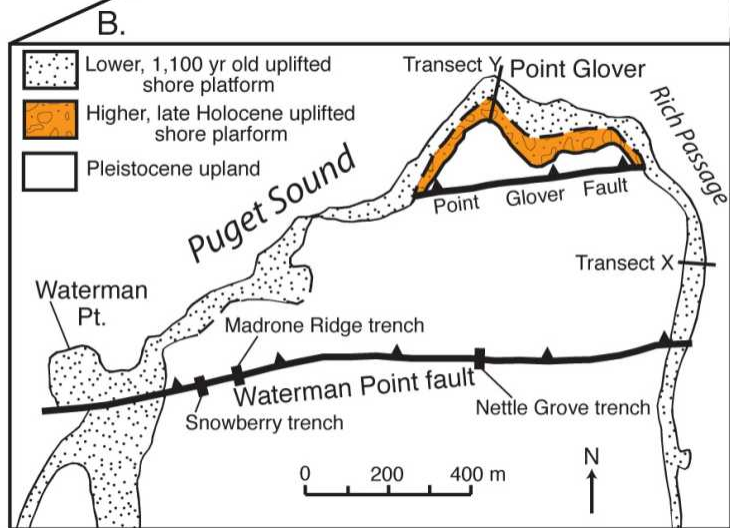 B.
Lower, 1,100 yr old uplifted
shore platform
Higher, late Holocene uplifted
shore plarform
Pleistocene upland
Transect Y
Point Glover
Rich Passage
Puget Sound
Point Glover Fault
Transect X
Waterman
Pt.
Madrone Ridge trench
Waterman Point fault
Snowberry trench
Nettle Grove trench
0 200 400 m
N